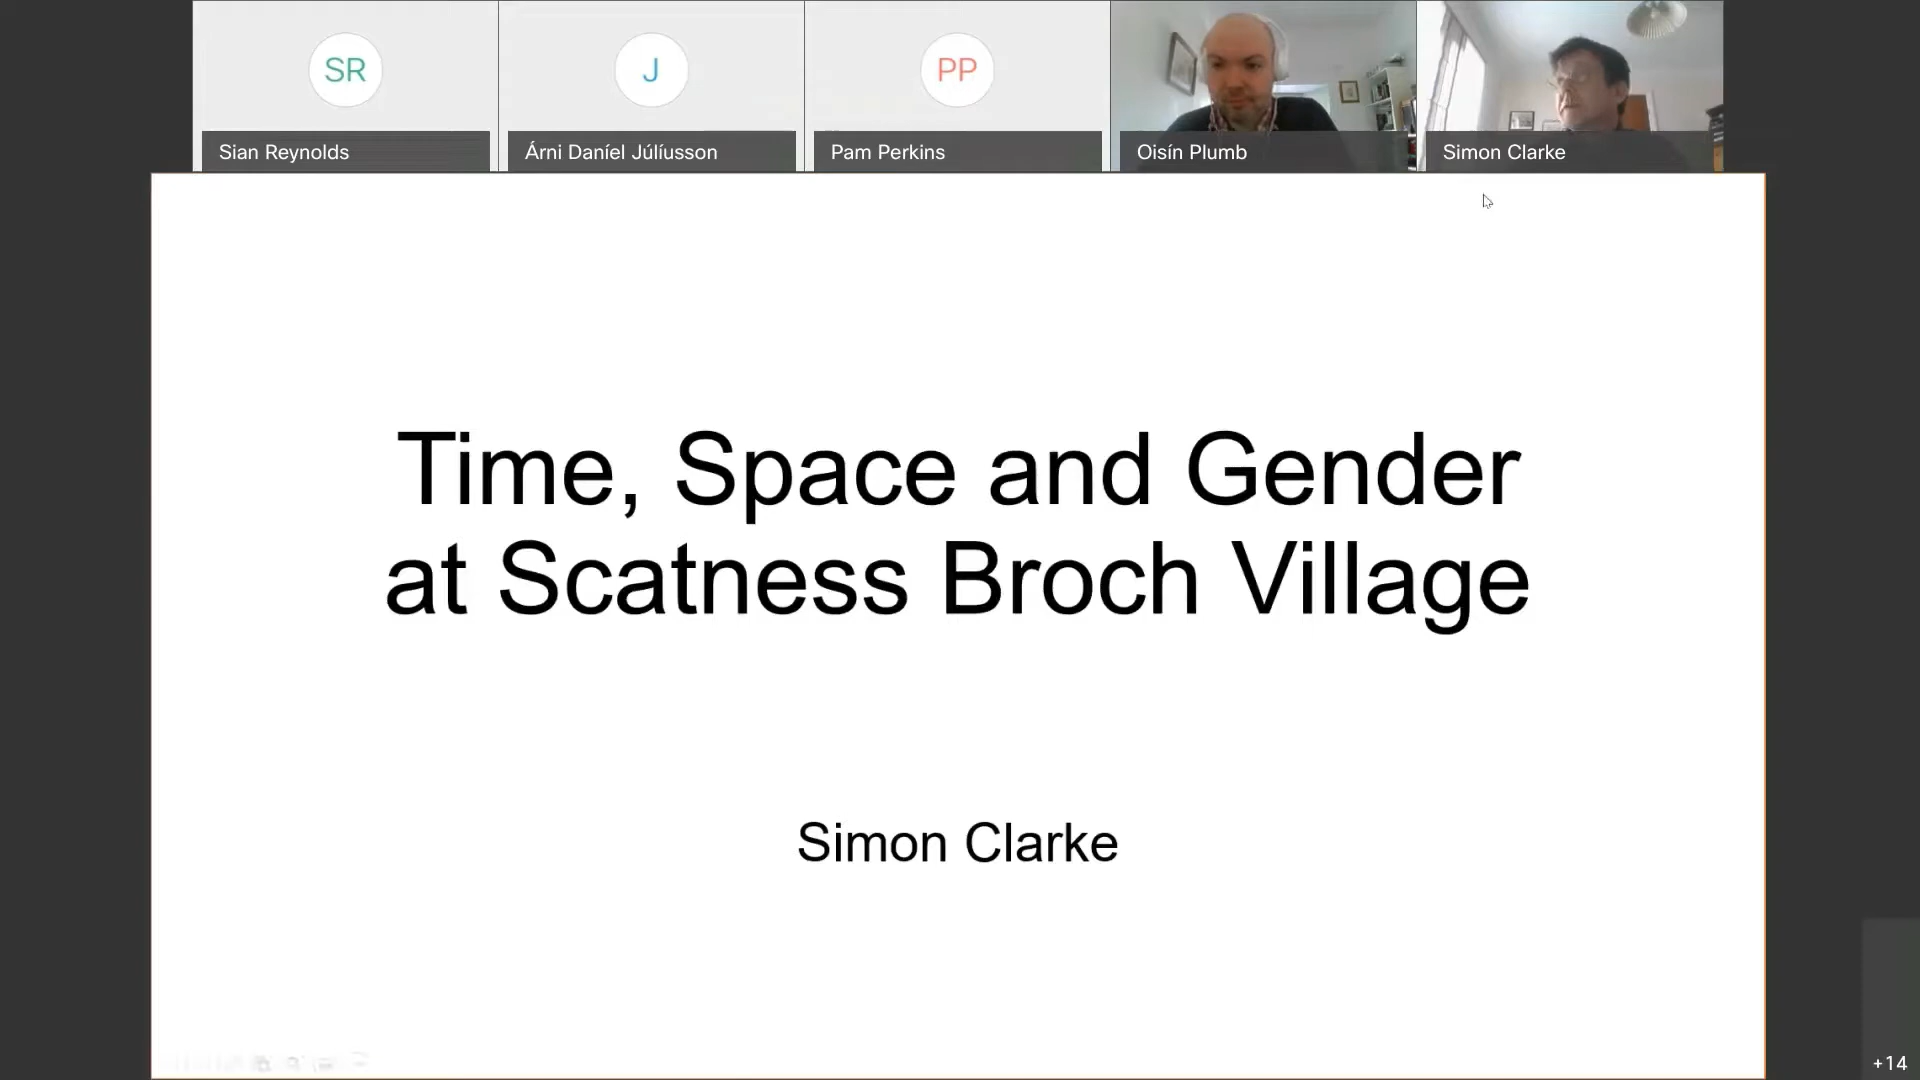 SR
J
PP
Sian Reynolds
Árni Daníel Júlíusson
Pam Perkins
Oisín Plumb
Simon Clarke
Time, Space and Gender
at Scatness Broch Village
Simon Clarke
+14